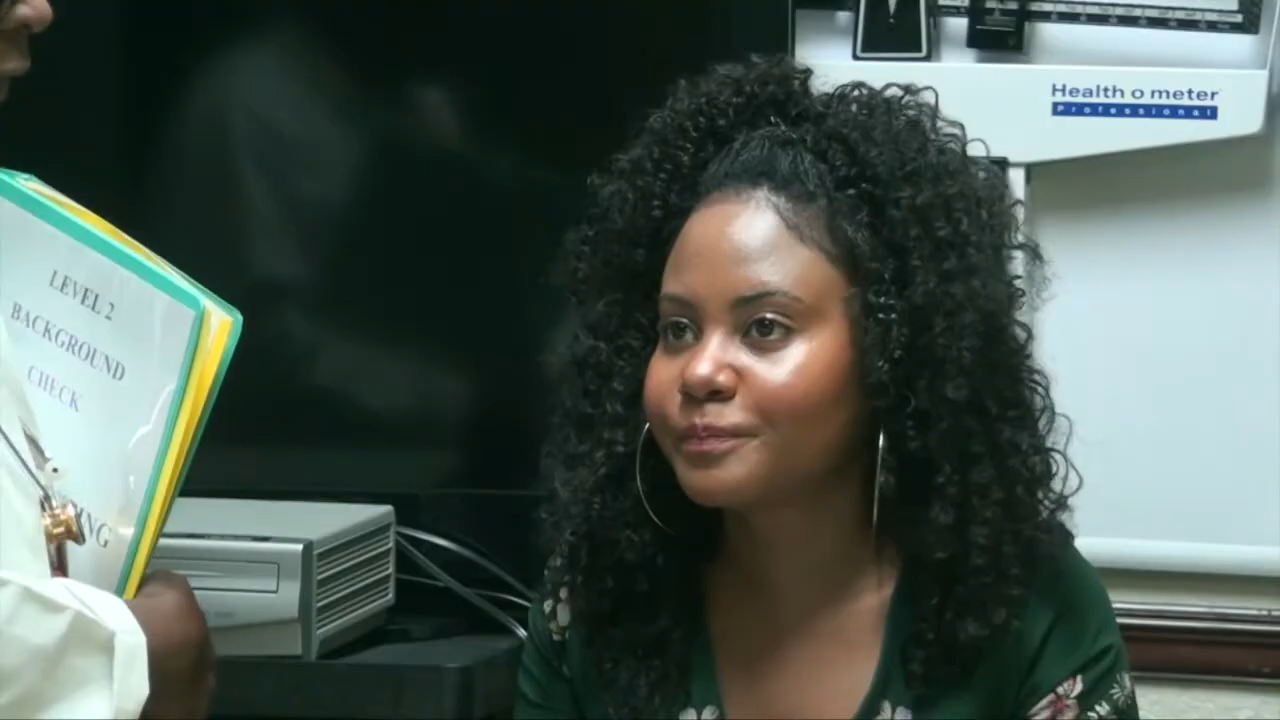 Health o meter
Professional
LEVEL 2
BACKGROUND
CHECK